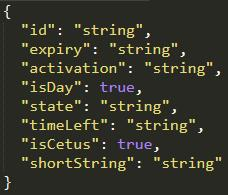 {
  "id": "string",
  "expiry": "string",
  "activation": "string",
  "isDay": true,
  "state": "string",
  "timeLeft": "string",
  "isCetus": true,
  "shortString": "string"
}